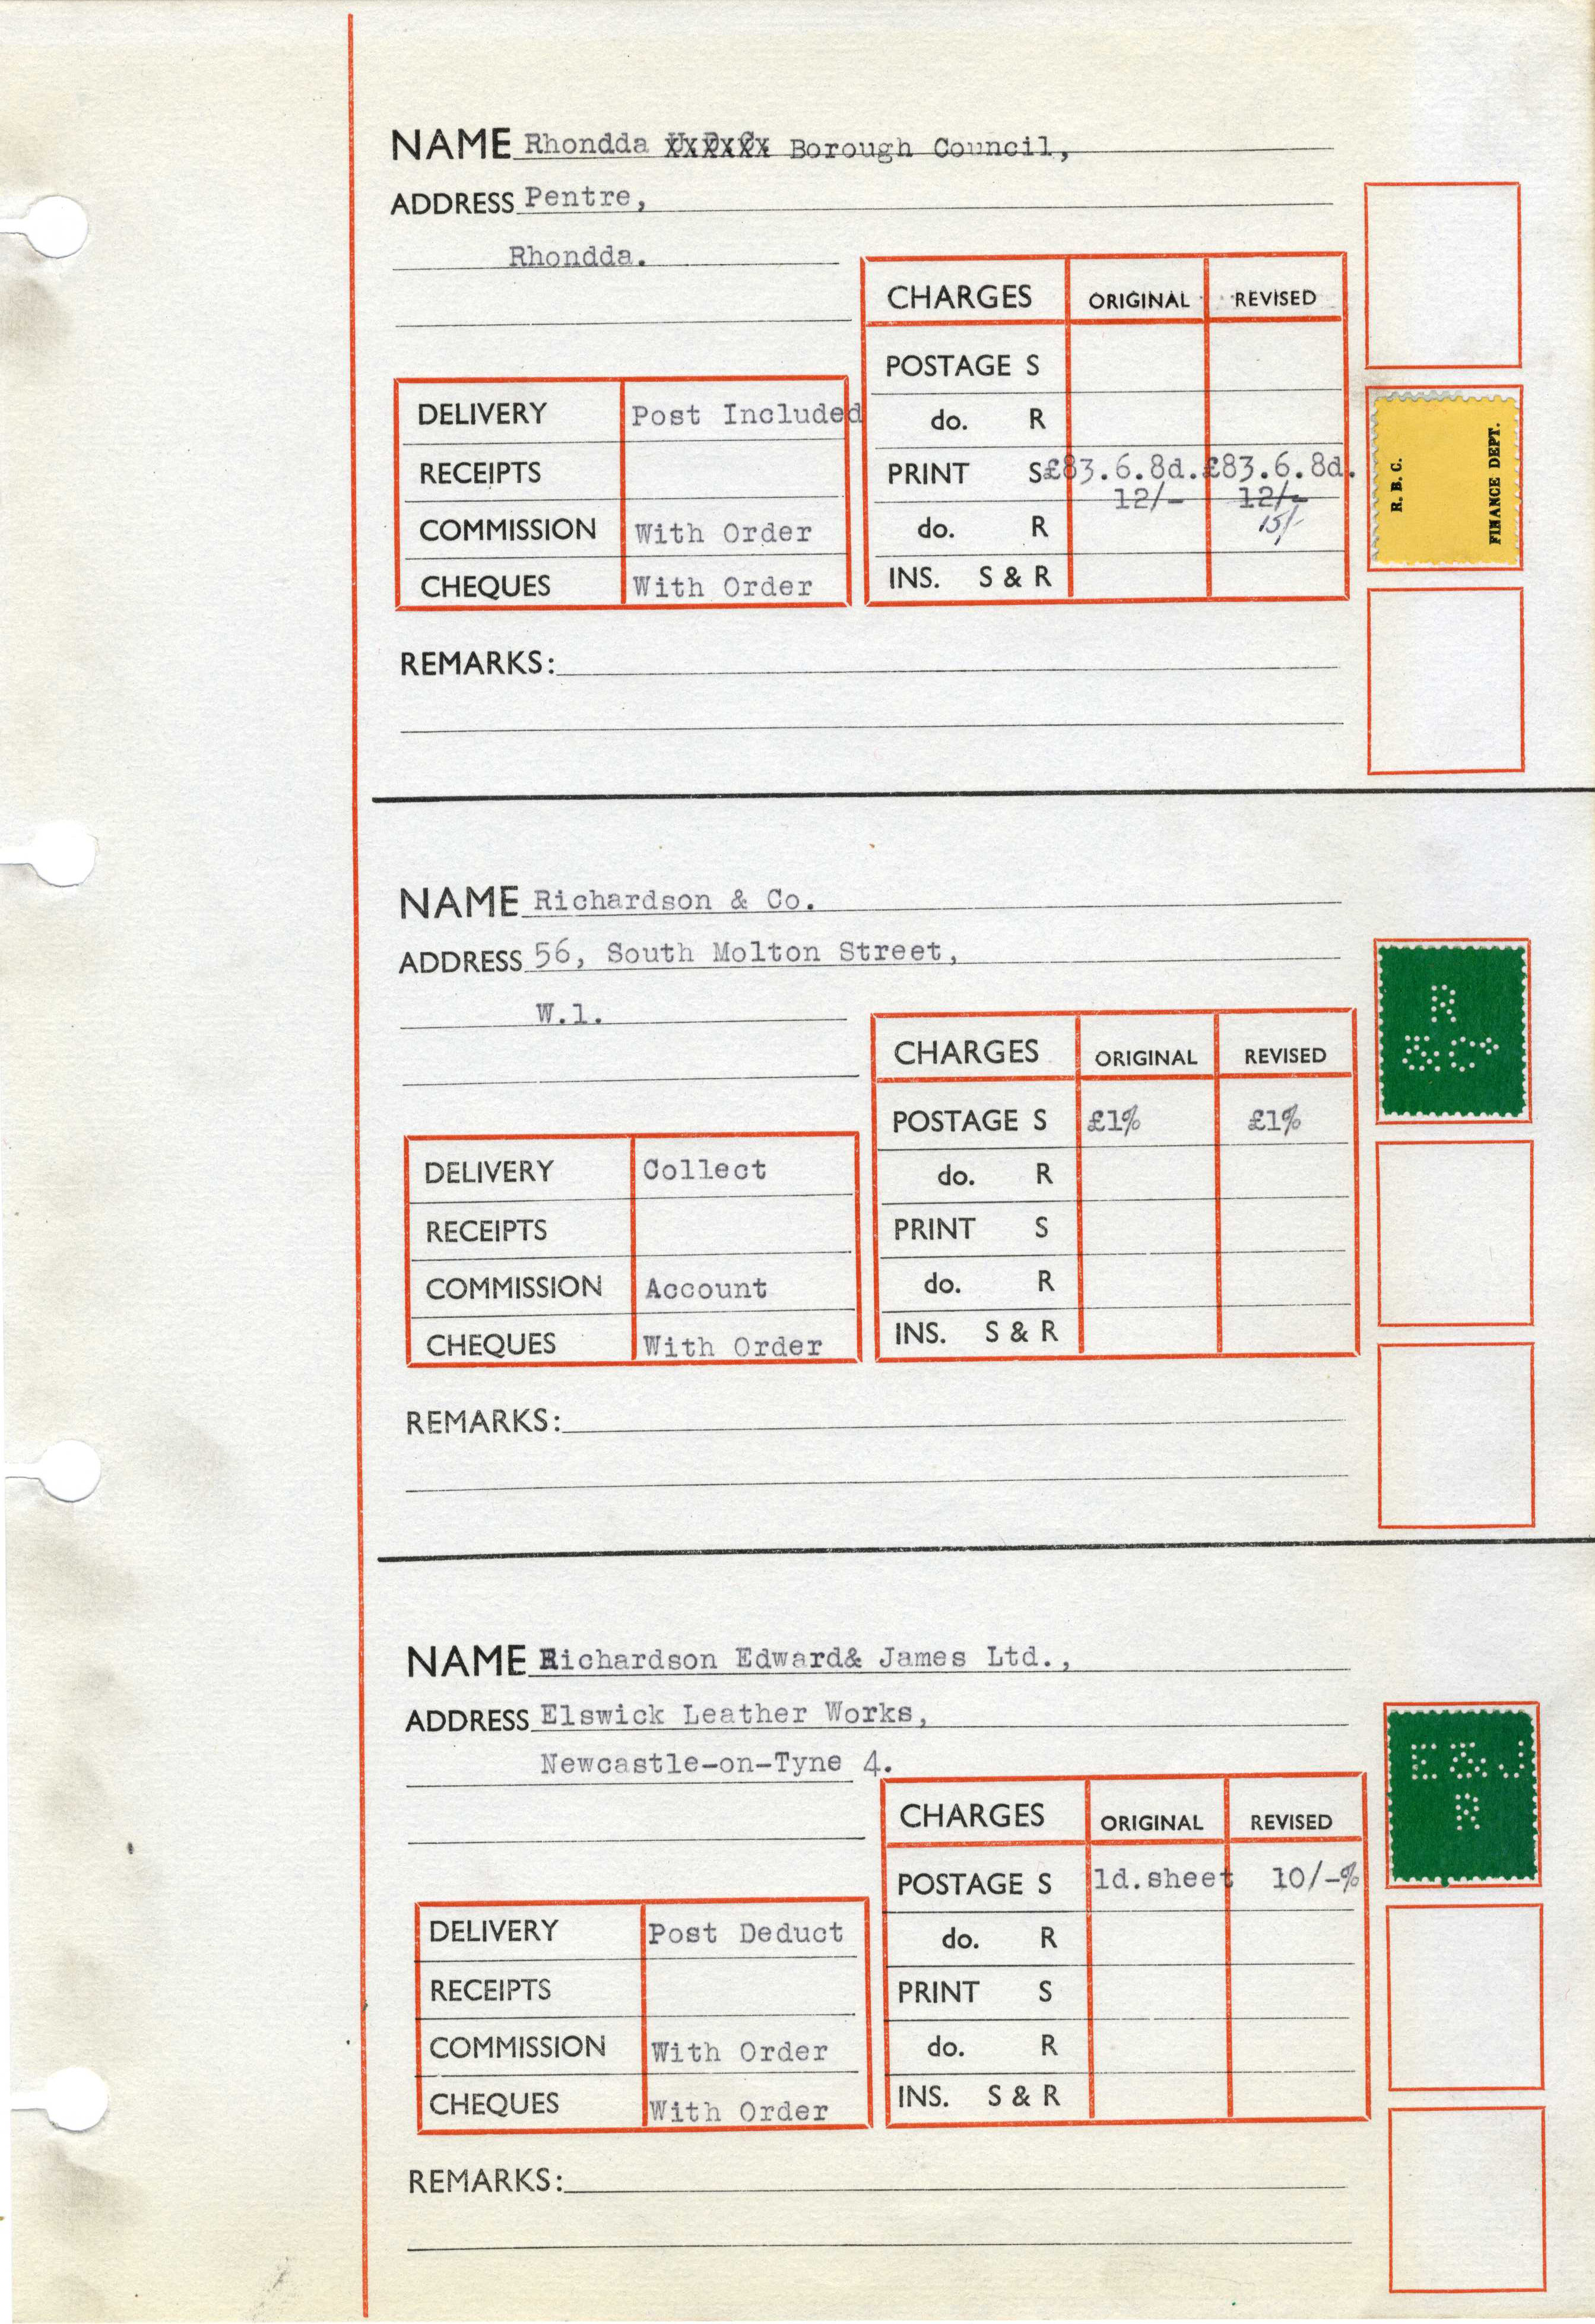 NAME Rhondda U.D.C. Borough Council,
ADDRESS Pentre,
Rhondda.
CHARGES ORIGINAL REVISED
POSTAGE S
do. R
PRINT S £83.6.8d. £83.6.8d.
12/- 12/-
15/-
do. R
INS. S & R
DELIVERY Post Included
RECEIPTS
COMMISSION With Order
CHEQUES With Order
REMARKS:
R. B. C.
FINANCE DEPT.
NAME Richardson & Co.
ADDRESS 56, South Molton Street,
W.1.
CHARGES ORIGINAL REVISED
POSTAGE S £1% £1%
do. R
PRINT S
do. R
INS. S & R
DELIVERY Collect
RECEIPTS
COMMISSION Account
CHEQUES With Order
REMARKS:
R
& Co
NAME Richardson Edward& James Ltd.,
ADDRESS Elswick Leather Works,
Newcastle-on-Tyne 4.
CHARGES ORIGINAL REVISED
POSTAGE S 1d.sheet 10/-%
do. R
PRINT S
do. R
INS. S & R
DELIVERY Post Deduct
RECEIPTS
COMMISSION With Order
CHEQUES With Order
REMARKS:
E & J
R